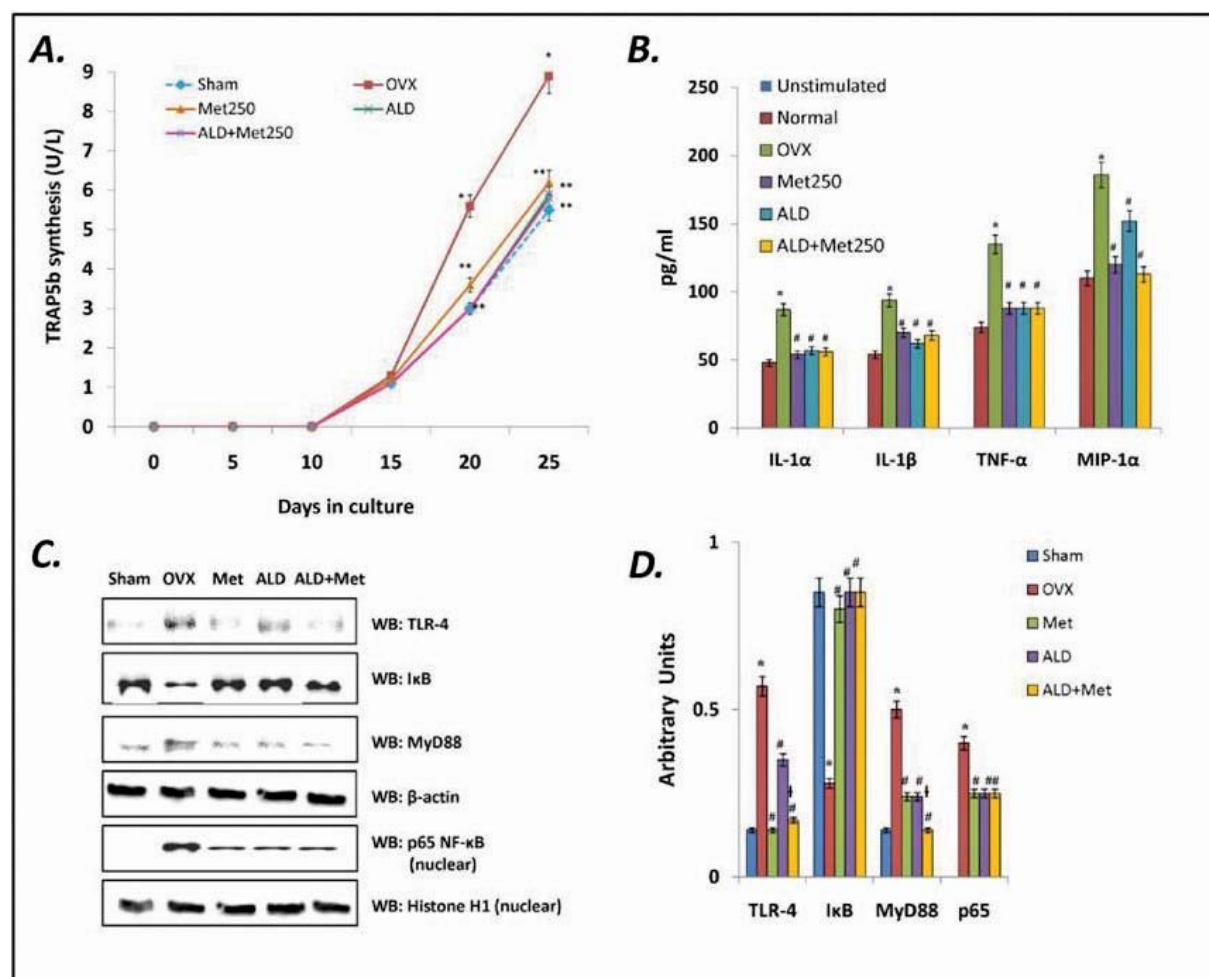 A.
9
8
7
6
5
4
3
2
1
0
TRAP5b synthesis (U/L)
Sham
OVX
Met250
ALD
ALD+Met250
*
*
**
**
**
**
**
0 5 10 15 20 25
Days in culture
B.
250
200
150
100
50
0
pg/ml
Unstimulated
Normal
OVX
Met250
ALD
ALD+Met250
* # # #
* # # #
* # # #
* # # #
IL-1α IL-1β TNF-α MIP-1α
C.
Sham OVX Met ALD ALD+Met
WB: TLR-4
WB: IκB
WB: MyD88
WB: β-actin
WB: p65 NF-κB
(nuclear)
WB: Histone H1 (nuclear)
D.
1
0.5
0
Arbitrary Units
Sham
OVX
Met
ALD
ALD+Met
* # # ǂ #
* # # #
* # # ǂ #
* # ##
TLR-4 IκB MyD88 p65